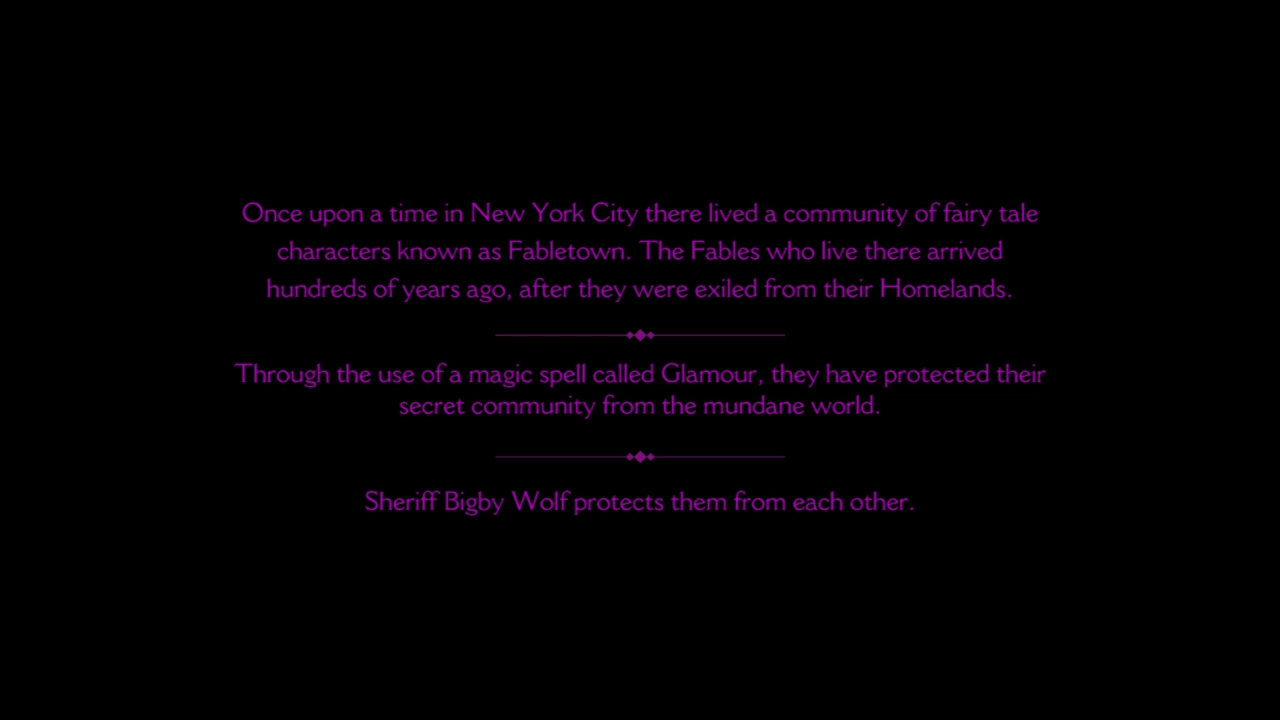 Once upon a time in New York City there lived a community of fairy tale
characters known as Fabletown. The Fables who live there arrived
hundreds of years ago, after they were exiled from their Homelands.
Through the use of a magic spell called Glamour, they have protected their
secret community from the mundane world.
Sheriff Bigby Wolf protects them from each other.